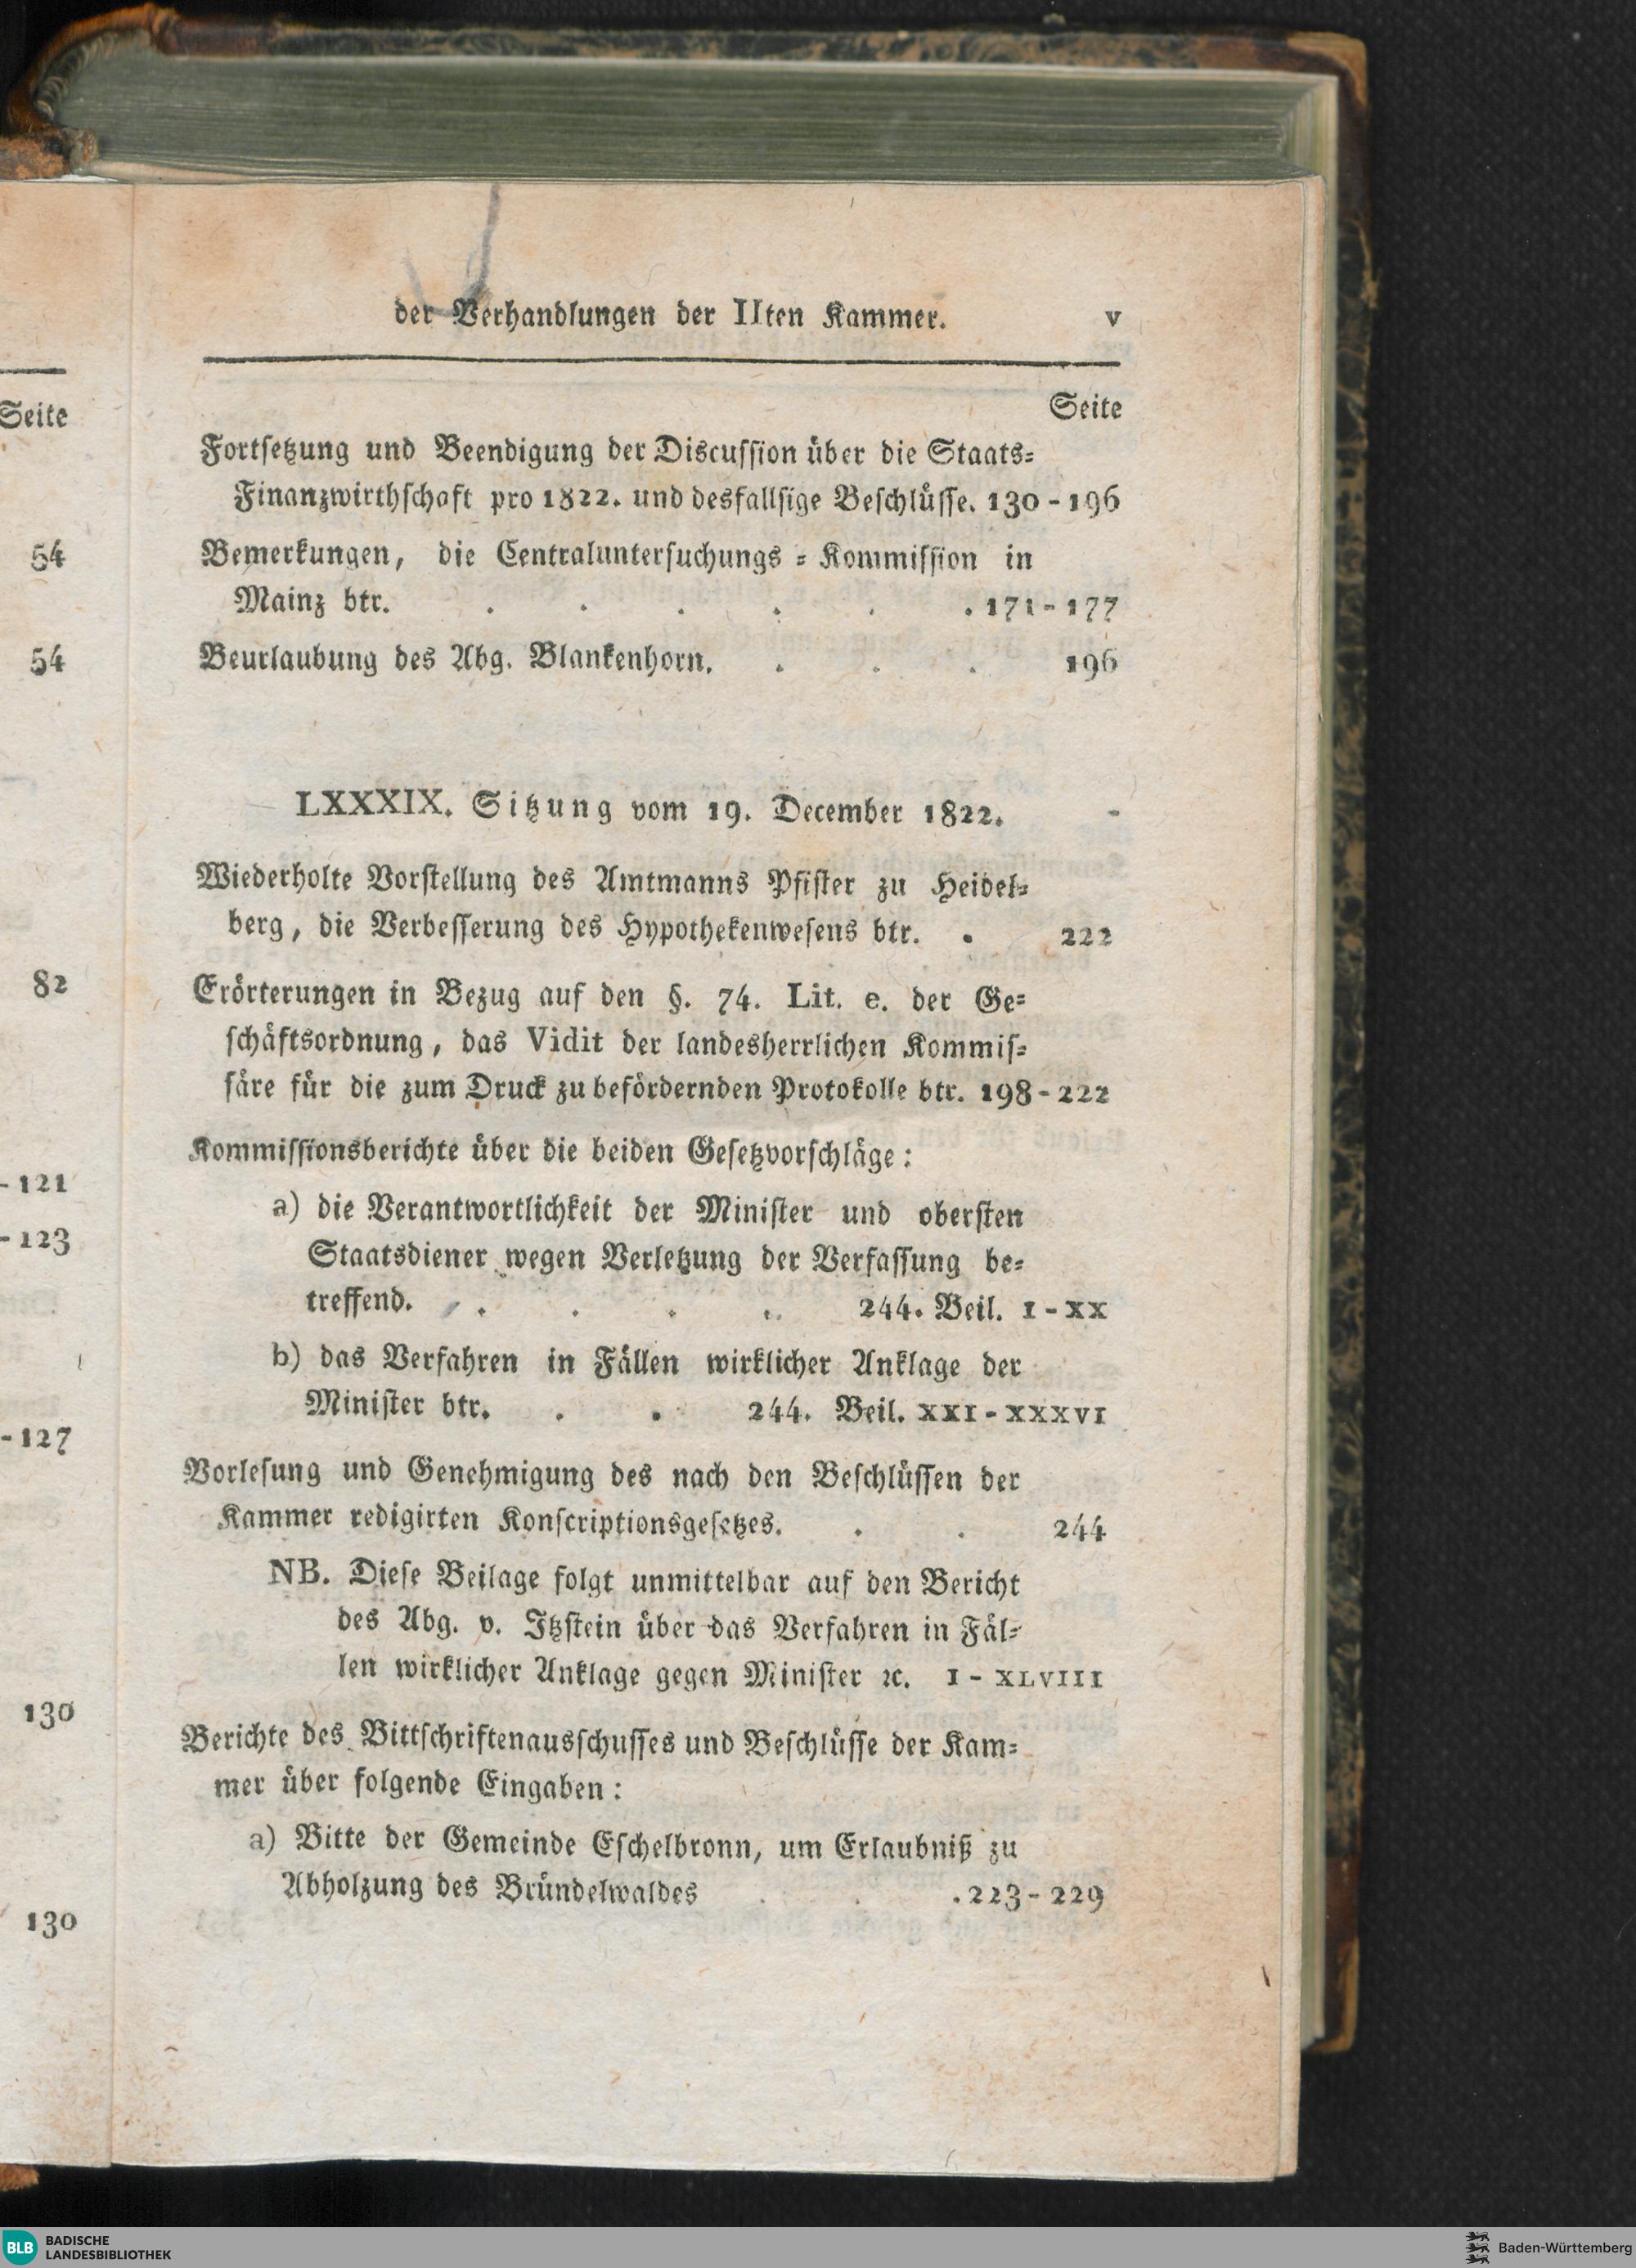 der Verhandlungen der IIten Kammer. v
Seite
Fortsetzung und Beendigung der Discussion über die Staats-
Finanzwirthschaft pro 1822. und desfallsige Beschlüsse. 130-196
Bemerkungen, die Centraluntersuchungs-Kommission in
Mainz btr. . . . . . . 171-177
Beurlaubung des Abg. Blankenhorn. . . . 196
LXXXIX. Sitzung vom 19. December 1822.
Wiederholte Vorstellung des Amtmanns Pfister zu Heidel-
berg, die Verbesserung des Hypothekenwesens btr. . 222
Erörterungen in Bezug auf den §. 74. Lit. e. der Ge-
schäftsordnung, das Vidit der landesherrlichen Kommis-
säre für die zum Druck zu befördernden Protokolle btr. 198-222
Kommissionsberichte über die beiden Gesetzvorschläge:
a) die Verantwortlichkeit der Minister und obersten
Staatsdiener wegen Verletzung der Verfassung be-
treffend. . . . . 244. Beil. I-XX
b) das Verfahren in Fällen wirklicher Anklage der
Minister btr. . . 244. Beil. XXI-XXXVI
Vorlesung und Genehmigung des nach den Beschlüssen der
Kammer redigirten Konscriptionsgesetzes. . . 244
NB. Diese Beilage folgt unmittelbar auf den Bericht
des Abg. v. Itzstein über das Verfahren in Fäl-
len wirklicher Anklage gegen Minister ꝛc. I-XLVIII
Berichte des Bittschriftenausschusses und Beschlüsse der Kam-
mer über folgende Eingaben:
a) Bitte der Gemeinde Eschelbronn, um Erlaubniß zu
Abholzung des Bründelwaldes . . . 223-229
Seite
54
54
82
-121
-123
-127
130
130
BLB BADISCHE
LANDESBIBLIOTHEK
Baden-Württemberg